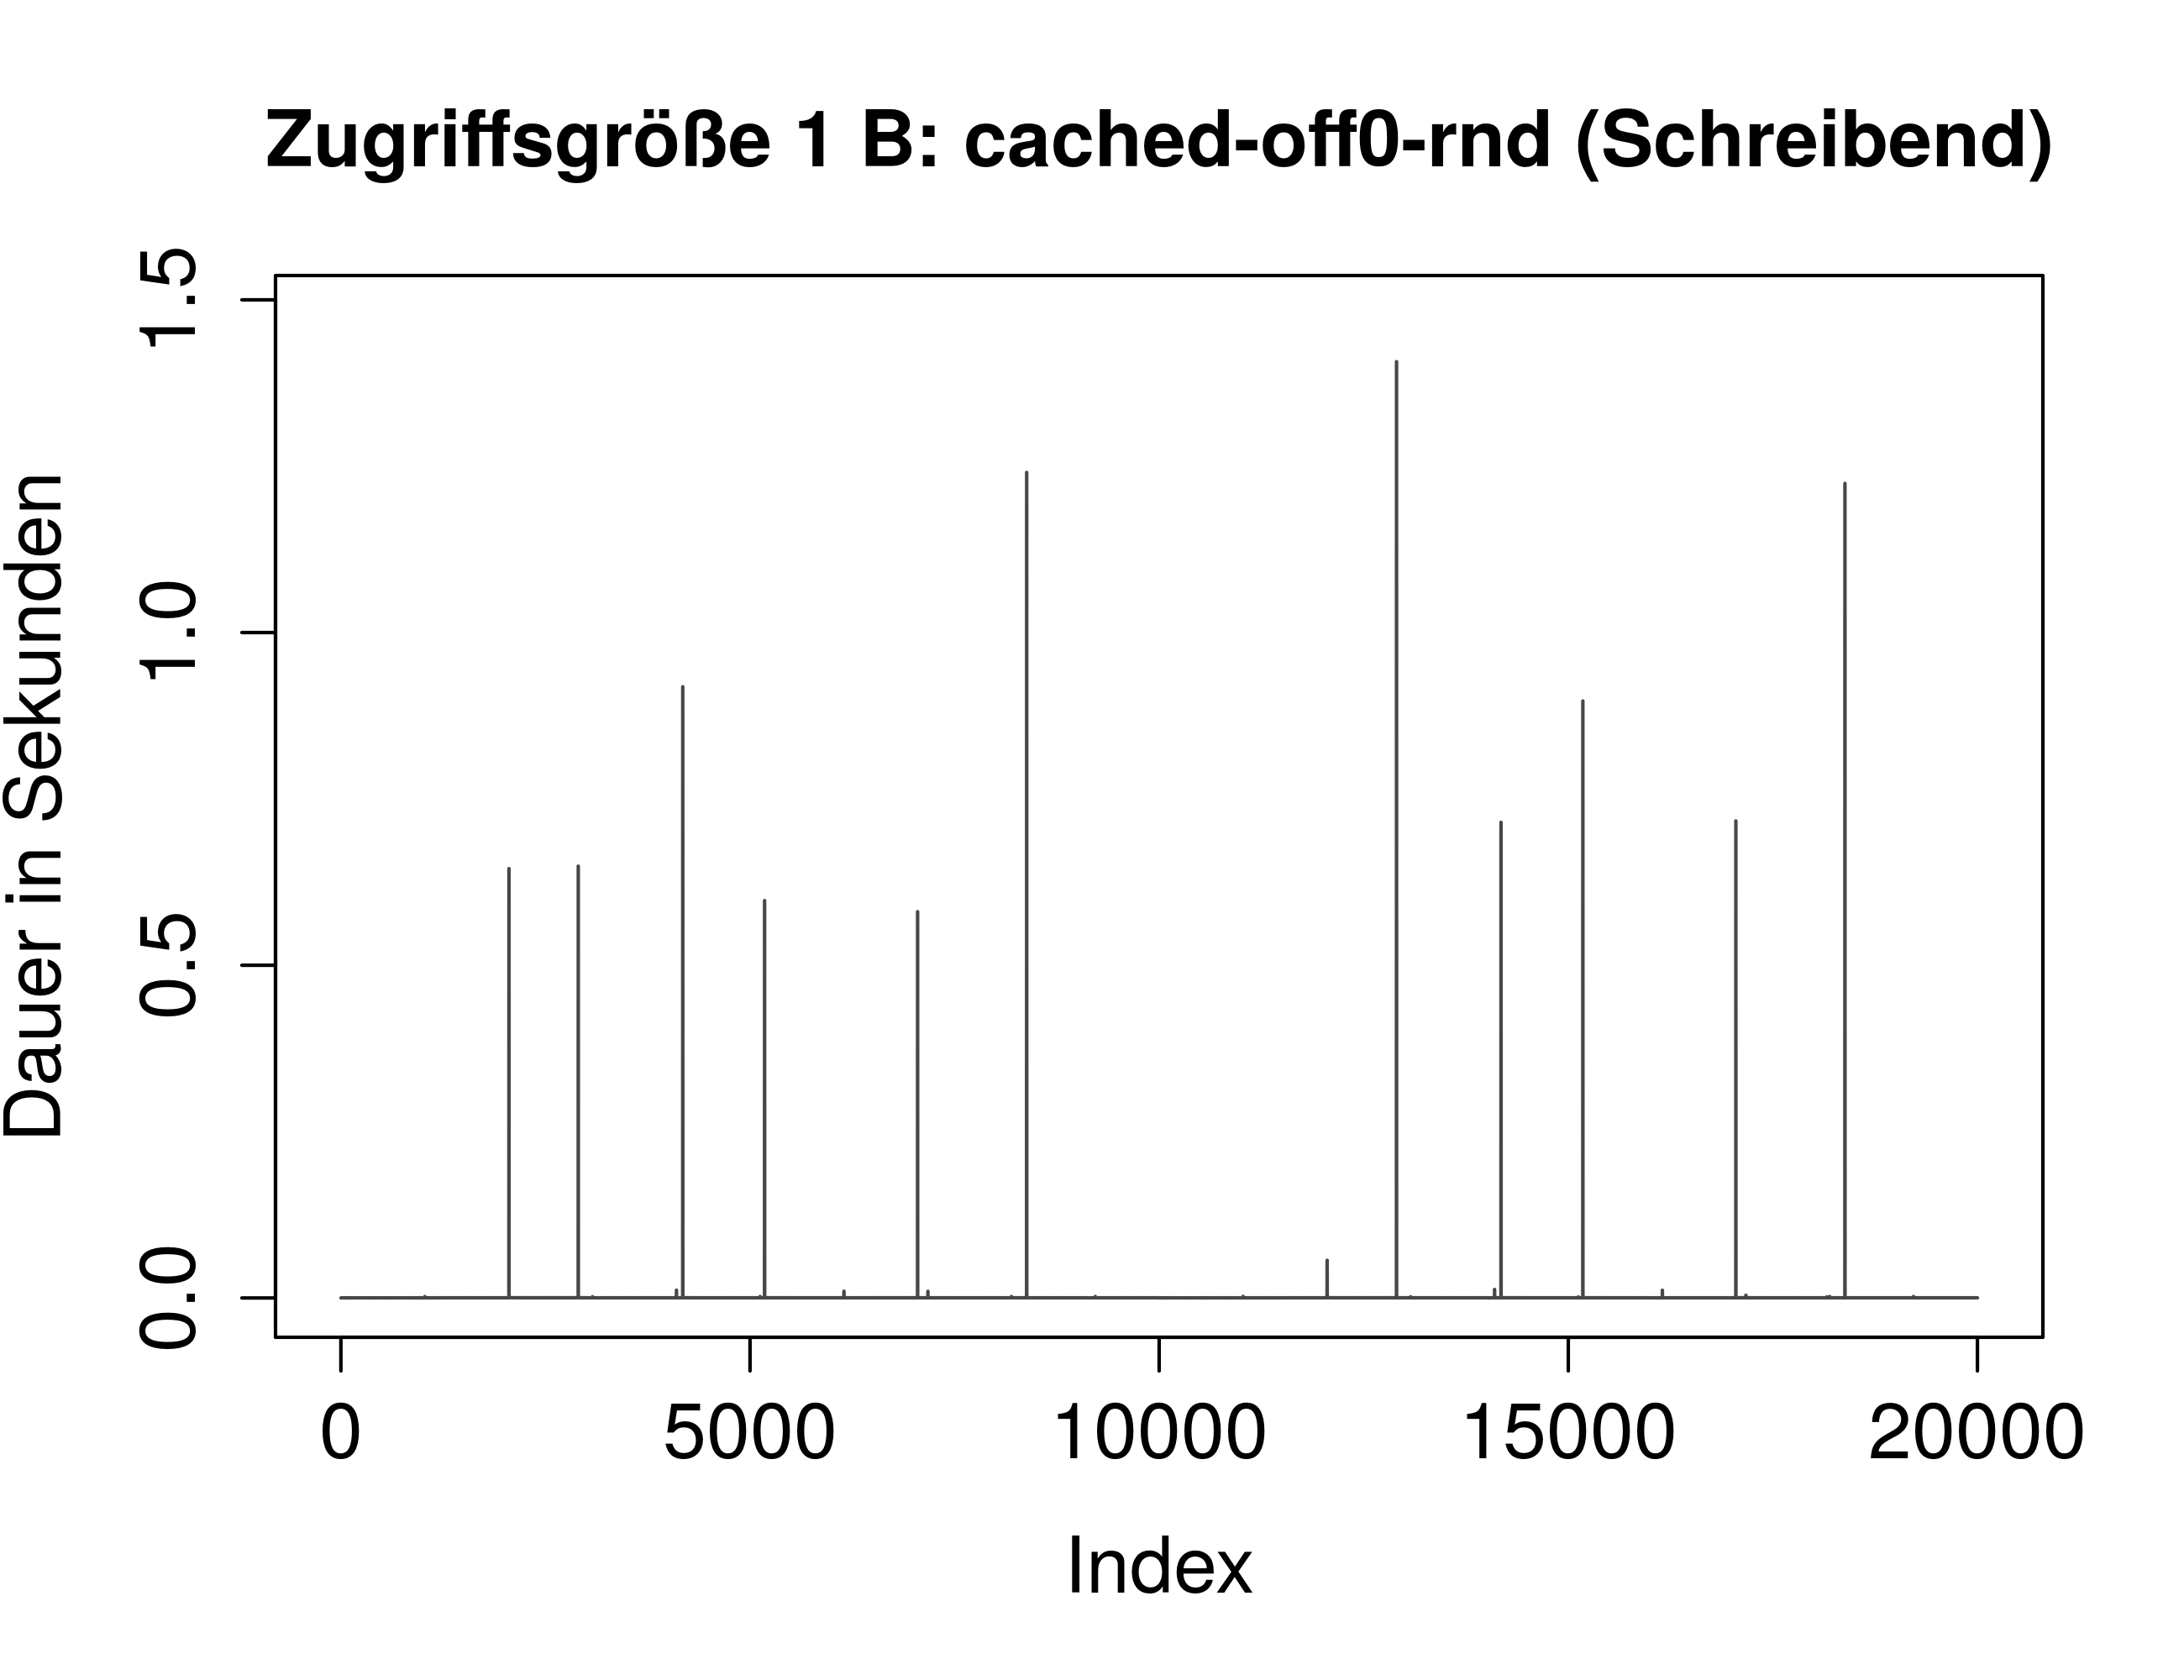 Zugriffsgröße 1 B: cached-off0-rnd (Schreibend)
Dauer in Sekunden
1.5
1.0
0.5
0.0
0 5000 10000 15000 20000
Index